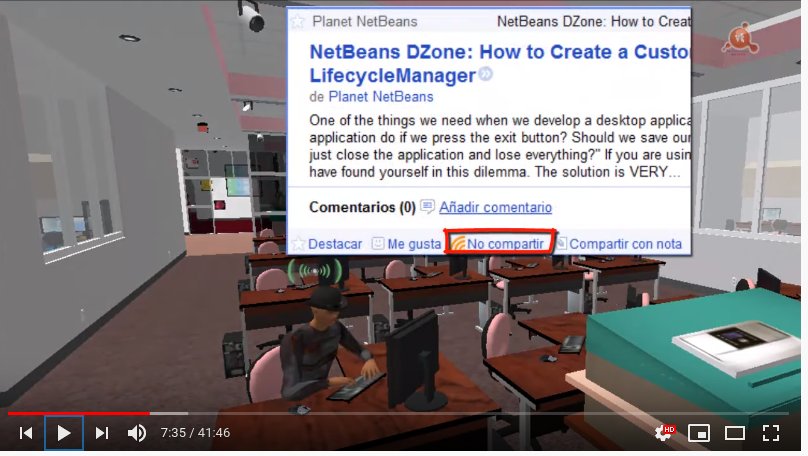 Planet NetBeans NetBeans DZone: How to Creat
NetBeans DZone: How to Create a Custo
LifecycleManager
de Planet NetBeans
One of the things we need when we develop a desktop applica
application do if we press the exit button? Should we save our
just close the application and lose everything?" If you are usin
have found yourself in this dilemma. The solution is VERY...
Comentarios (0) Añadir comentario
Destacar Me gusta No compartir Compartir con nota
7:35 / 41:46
HD